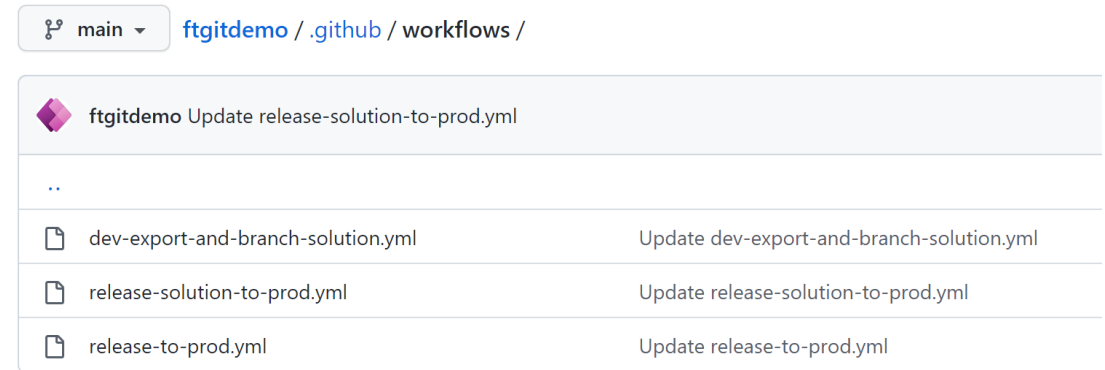 main ftgitdemo / .github / workflows /
ftgitdemo Update release-solution-to-prod.yml
..
dev-export-and-branch-solution.yml Update dev-export-and-branch-solution.yml
release-solution-to-prod.yml Update release-solution-to-prod.yml
release-to-prod.yml Update release-to-prod.yml